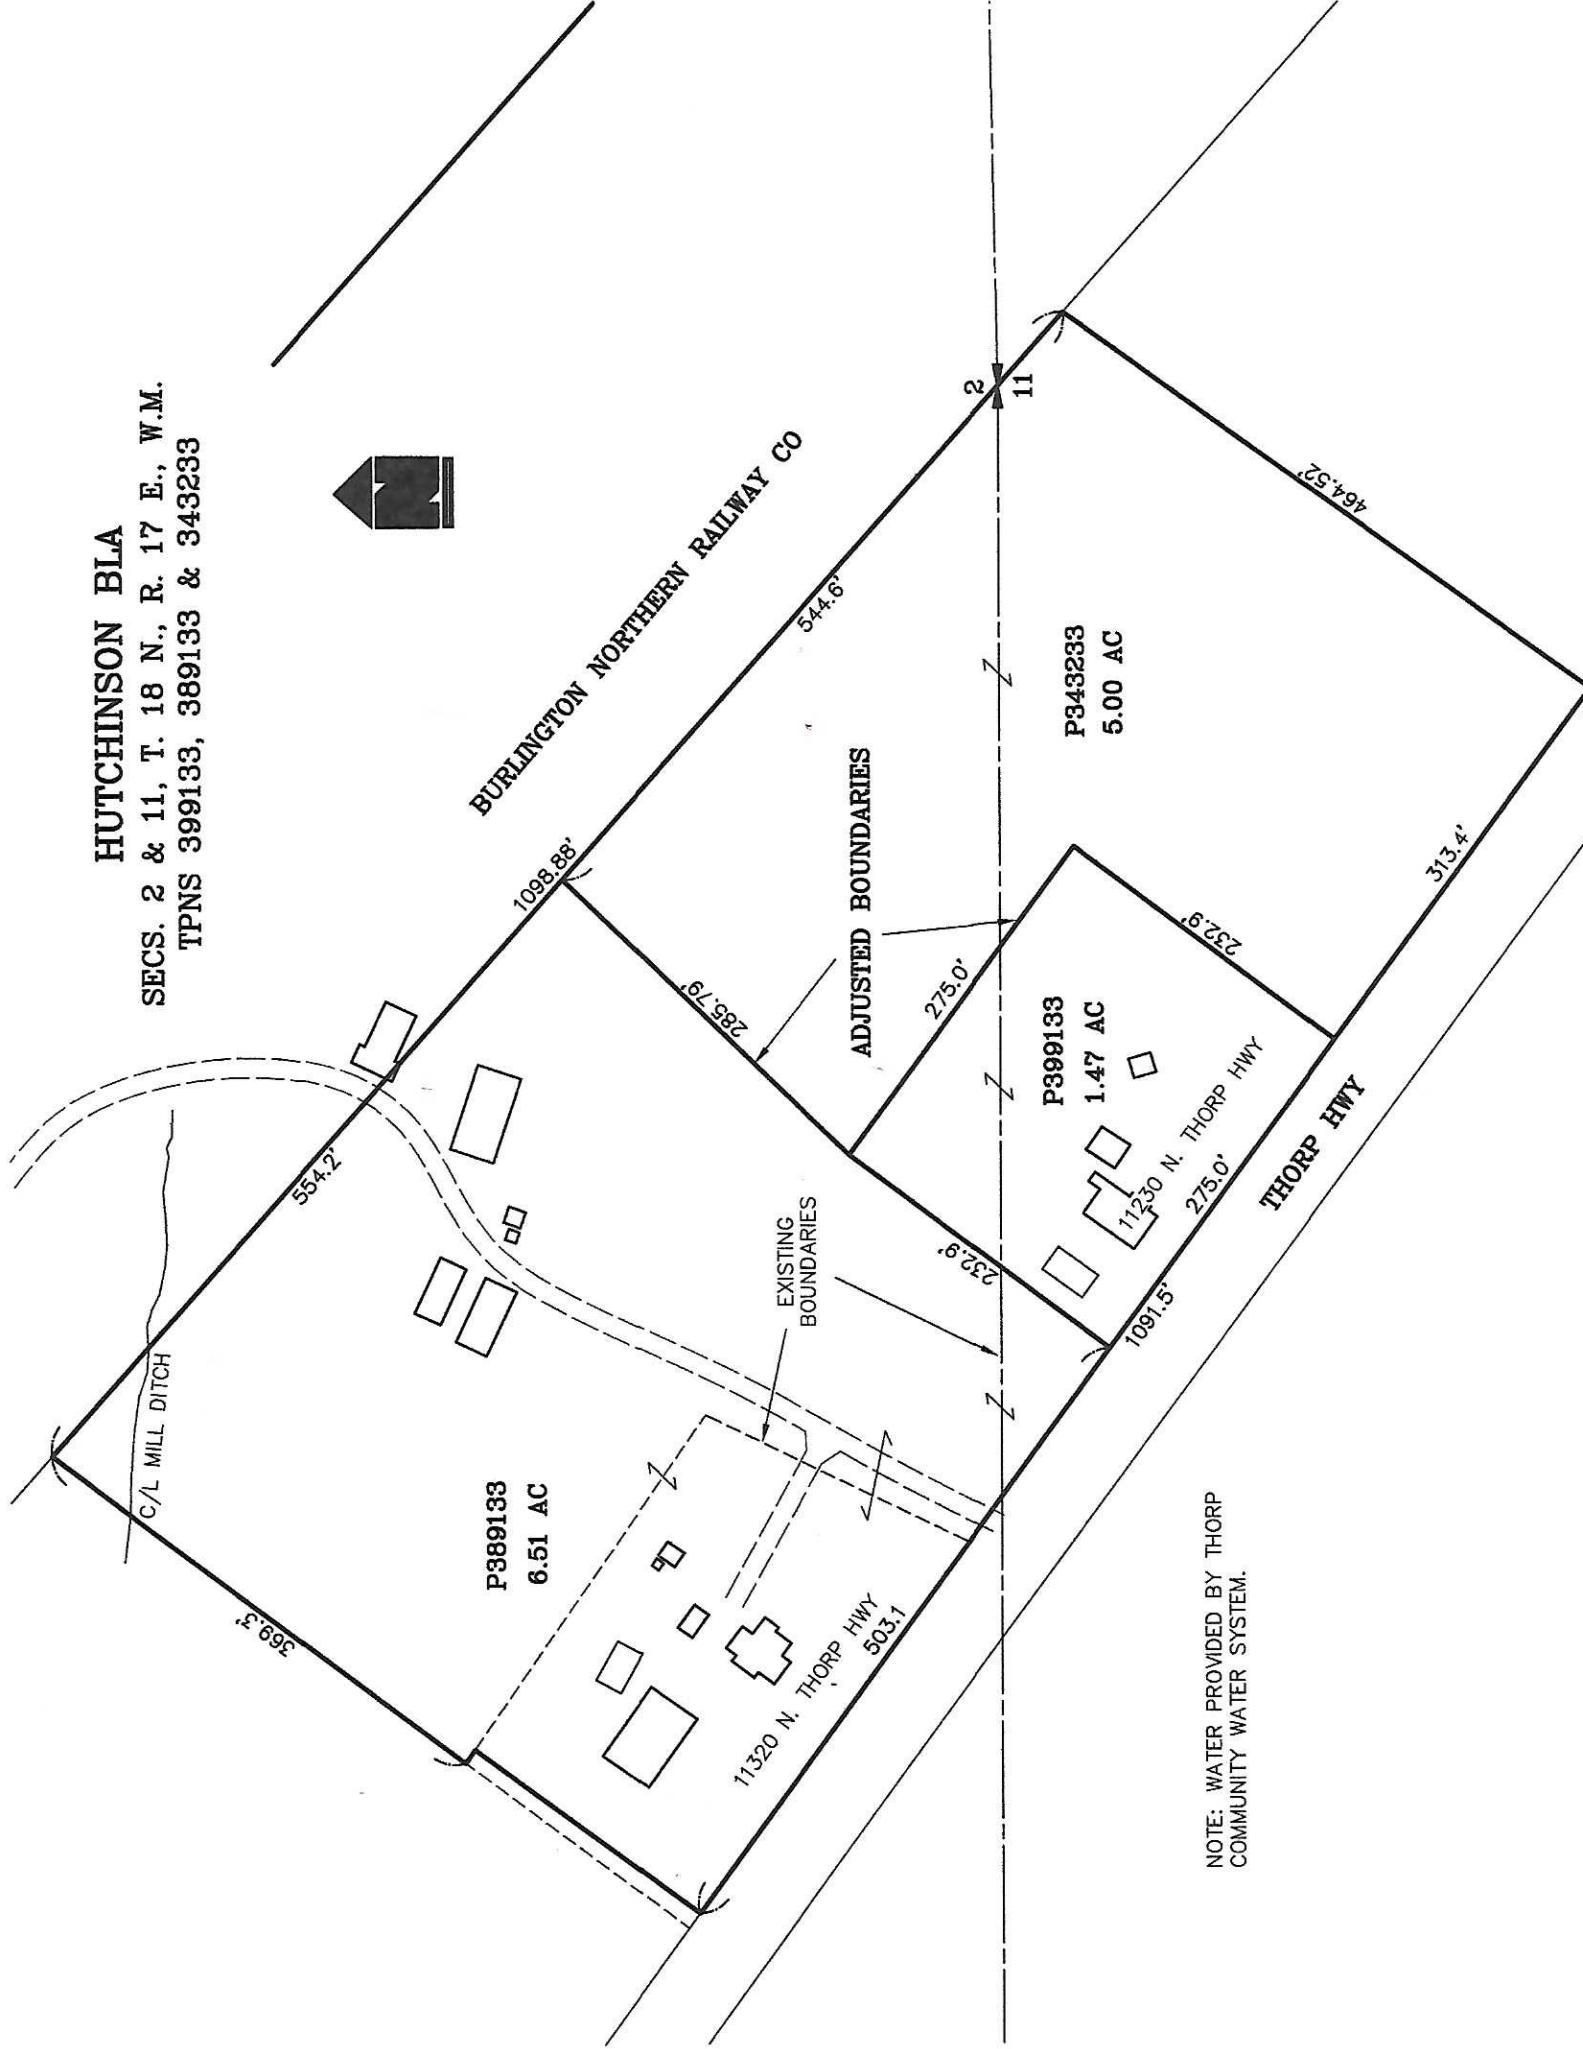 HUTCHINSON BLA
SECS. 2 & 11, T. 18 N., R. 17 E., W.M.
TPNS 399133, 389133 & 343233
N
BURLINGTON NORTHERN RAILWAY CO
1098.88'
544.6'
554.2'
C/L MILL DITCH
369.3'
P389133
6.51 AC
285.79'
ADJUSTED BOUNDARIES
EXISTING
BOUNDARIES
2
11
P343233
5.00 AC
464.52'
275.0'
232.9'
232.9'
P399133
1.47 AC
11230 N. THORP HWY
275.0'
313.4'
1091.5'
11320 N. THORP HWY
503.1
THORP HWY
NOTE: WATER PROVIDED BY THORP
COMMUNITY WATER SYSTEM.